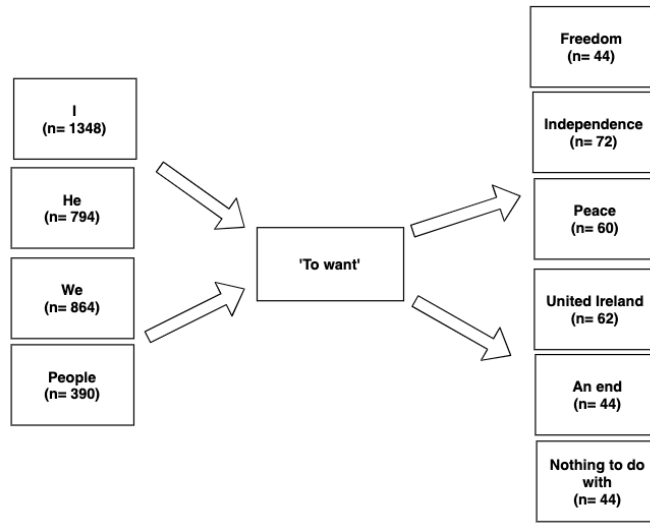 I
(n= 1348)
He
(n= 794)
We
(n= 864)
People
(n= 390)
'To want'
Freedom
(n= 44)
Independence
(n= 72)
Peace
(n= 60)
United Ireland
(n= 62)
An end
(n= 44)
Nothing to do
with
(n= 44)